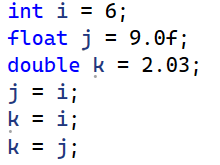 int i = 6;
float j = 9.0f;
double k = 2.03;
j = i;
k = i;
k = j;